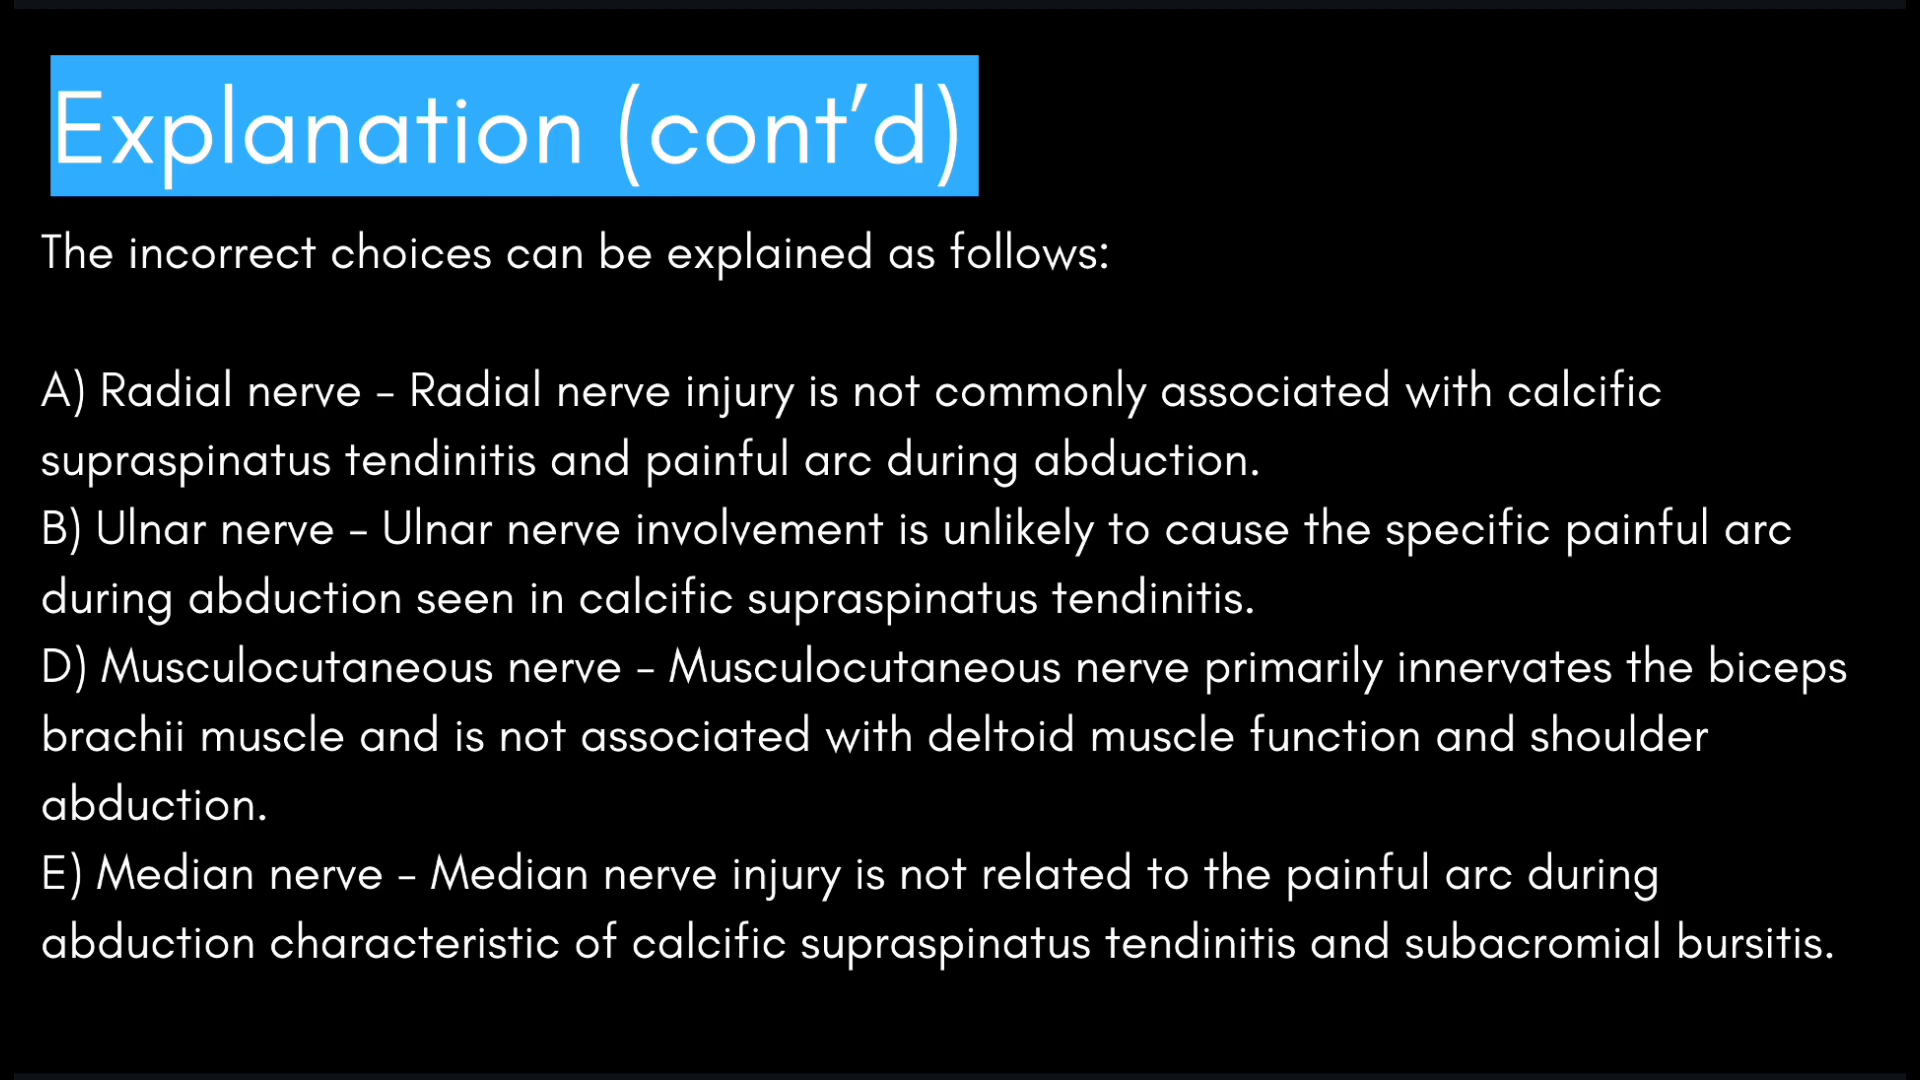 Explanation (cont’d)
The incorrect choices can be explained as follows:
A) Radial nerve - Radial nerve injury is not commonly associated with calcific
supraspinatus tendinitis and painful arc during abduction.
B) Ulnar nerve - Ulnar nerve involvement is unlikely to cause the specific painful arc
during abduction seen in calcific supraspinatus tendinitis.
D) Musculocutaneous nerve - Musculocutaneous nerve primarily innervates the biceps
brachii muscle and is not associated with deltoid muscle function and shoulder
abduction.
E) Median nerve - Median nerve injury is not related to the painful arc during
abduction characteristic of calcific supraspinatus tendinitis and subacromial bursitis.